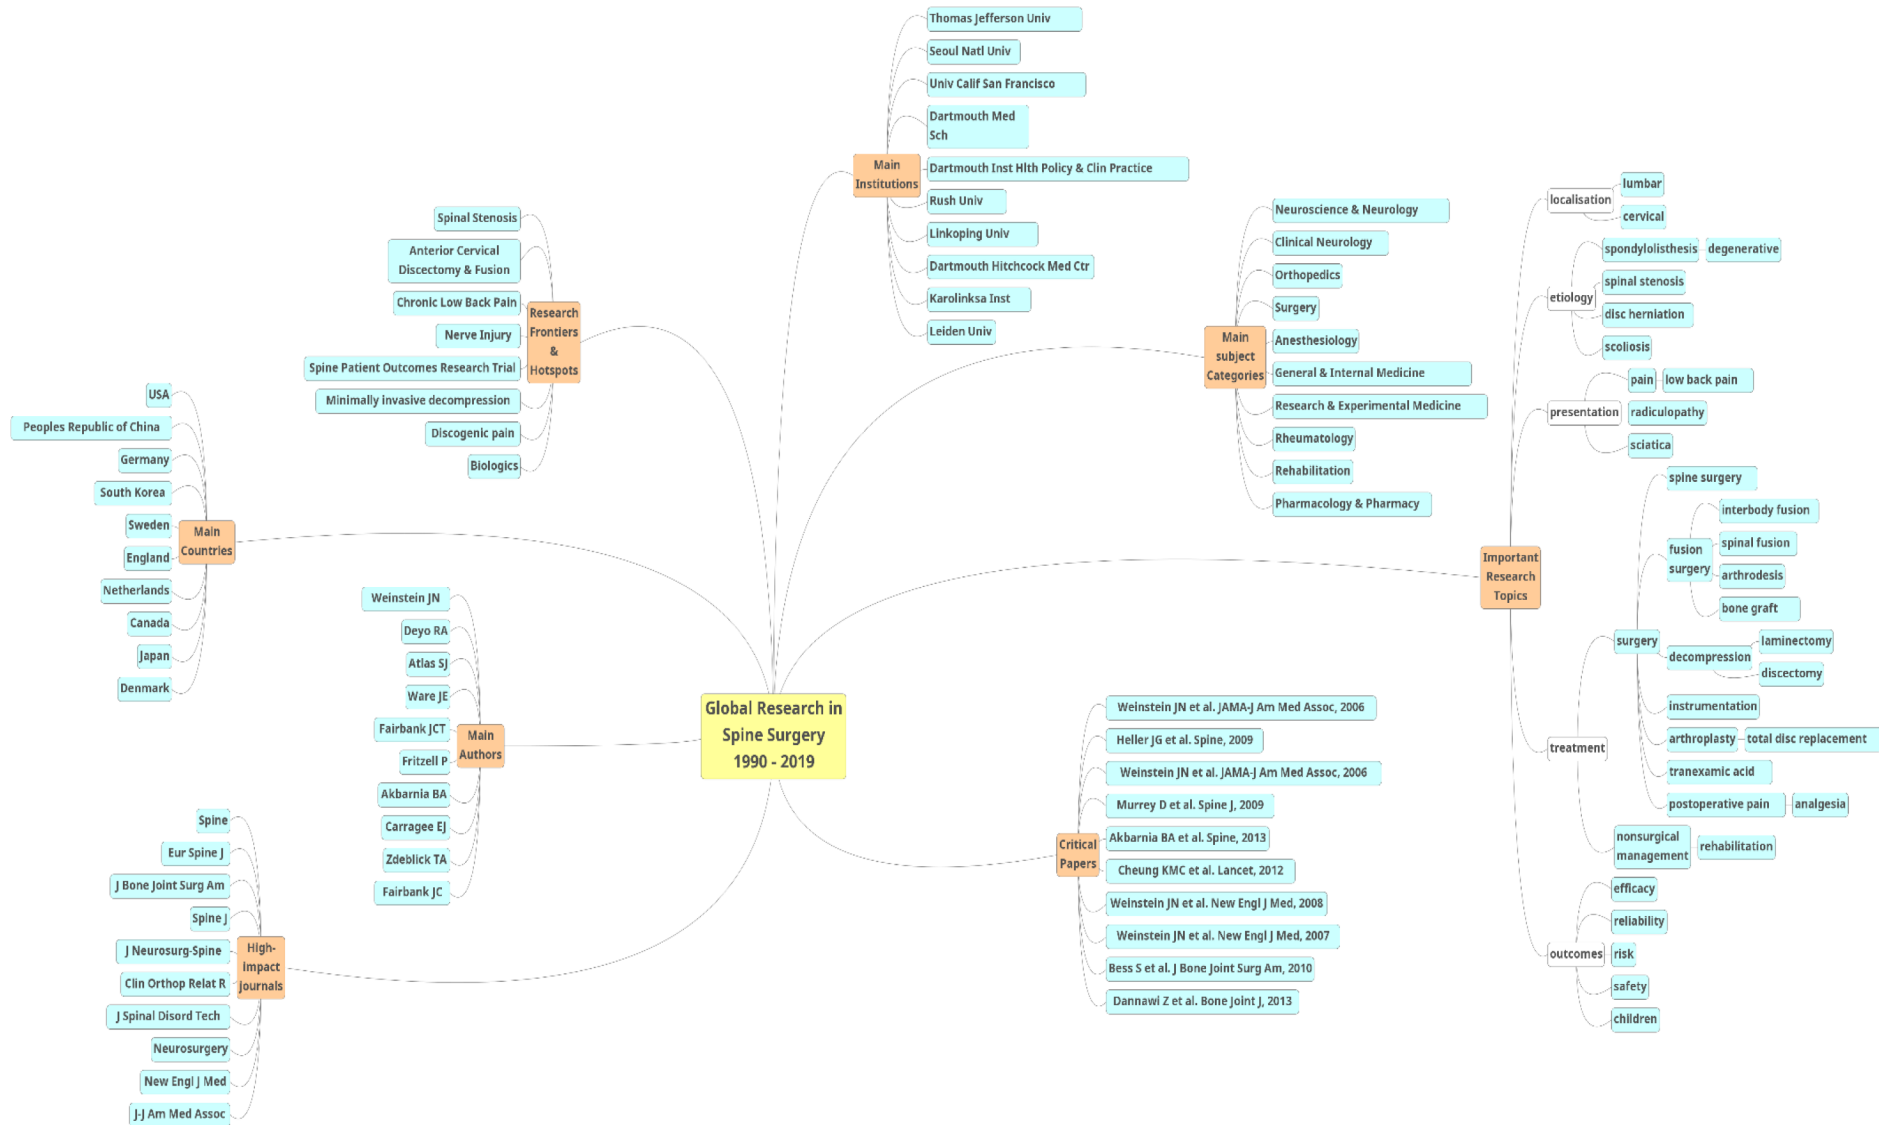 Global Research in
Spine Surgery
1990 - 2019
Main
Institutions
Thomas Jefferson Univ
Seoul Natl Univ
Univ Calif San Francisco
Dartmouth Med
Sch
Dartmouth Inst Hlth Policy & Clin Practice
Rush Univ
Linkoping Univ
Dartmouth Hitchcock Med Ctr
Karolinksa Inst
Leiden Univ
Main
subject
Categories
Neuroscience & Neurology
Clinical Neurology
Orthopedics
Surgery
Anesthesiology
General & Internal Medicine
Research & Experimental Medicine
Rheumatology
Rehabilitation
Pharmacology & Pharmacy
Important
Research
Topics
localisation
lumbar
cervical
etiology
spondylolisthesis
degenerative
spinal stenosis
disc herniation
scoliosis
presentation
pain
low back pain
radiculopathy
sciatica
treatment
surgery
spine surgery
fusion
surgery
interbody fusion
spinal fusion
arthrodesis
bone graft
decompression
laminectomy
discectomy
instrumentation
arthroplasty
total disc replacement
tranexamic acid
postoperative pain
analgesia
nonsurgical
management
rehabilitation
outcomes
efficacy
reliability
risk
safety
children
Critical
Papers
Weinstein JN et al. JAMA-J Am Med Assoc, 2006
Heller JG et al. Spine, 2009
Weinstein JN et al. JAMA-J Am Med Assoc, 2006
Murrey D et al. Spine J, 2009
Akbarnia BA et al. Spine, 2013
Cheung KMC et al. Lancet, 2012
Weinstein JN et al. New Engl J Med, 2008
Weinstein JN et al. New Engl J Med, 2007
Bess S et al. J Bone Joint Surg Am, 2010
Dannawi Z et al. Bone Joint J, 2013
Research
Frontiers
&
Hotspots
Spinal Stenosis
Anterior Cervical
Discectomy & Fusion
Chronic Low Back Pain
Nerve Injury
Spine Patient Outcomes Research Trial
Minimally invasive decompression
Discogenic pain
Biologics
Main
Countries
USA
Peoples Republic of China
Germany
South Korea
Sweden
England
Netherlands
Canada
Japan
Denmark
Main
Authors
Weinstein JN
Deyo RA
Atlas SJ
Ware JE
Fairbank JCT
Fritzell P
Akbarnia BA
Carragee EJ
Zdeblick TA
Fairbank JC
High-
impact
journals
Spine
Eur Spine J
J Bone Joint Surg Am
Spine J
J Neurosurg-Spine
Clin Orthop Relat R
J Spinal Disord Tech
Neurosurgery
New Engl J Med
J-J Am Med Assoc